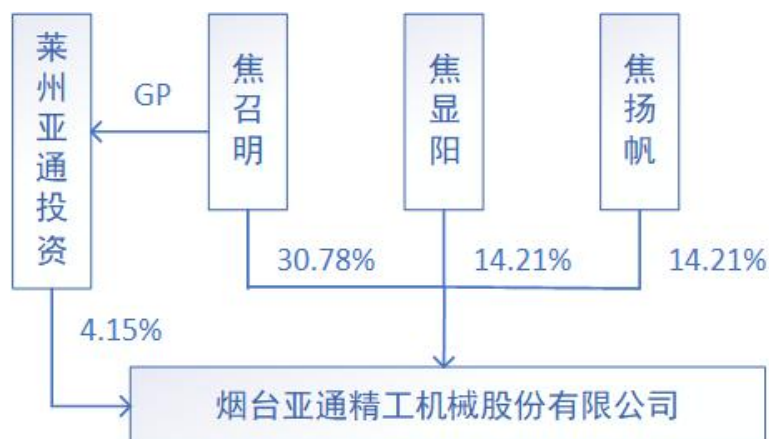 莱州亚通投资
GP
焦召明
焦显阳
焦扬帆
30.78%
14.21%
14.21%
4.15%
烟台亚通精工机械股份有限公司